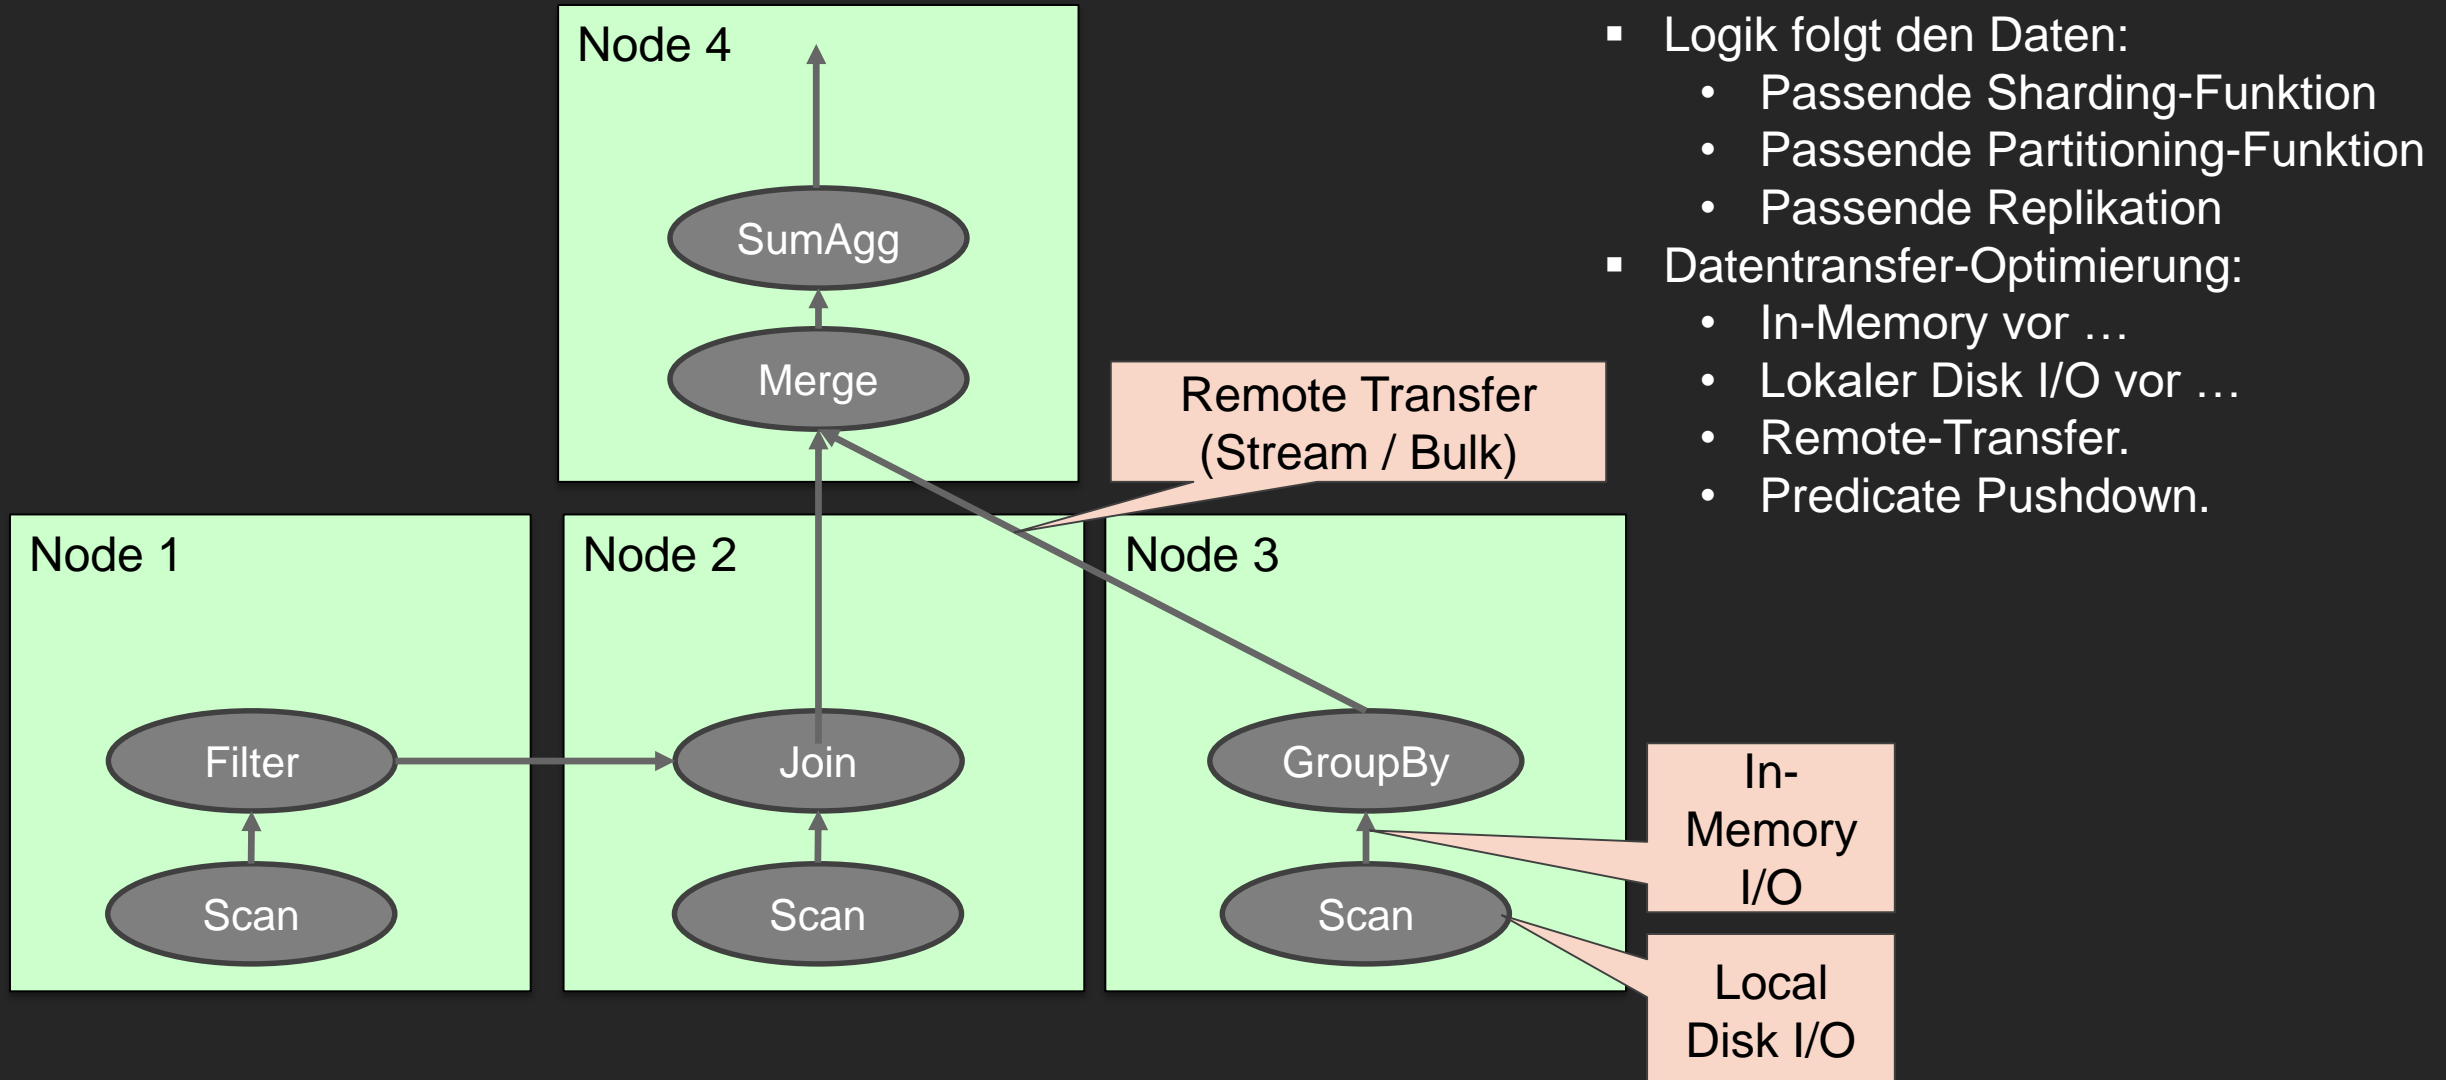 Node 4
SumAgg
Merge
Remote Transfer
(Stream / Bulk)
Node 1
Filter
Scan
Node 2
Join
Scan
Node 3
GroupBy
Scan
In-
Memory
I/O
Local
Disk I/O
▪ Logik folgt den Daten:
• Passende Sharding-Funktion
• Passende Partitioning-Funktion
• Passende Replikation
▪ Datentransfer-Optimierung:
• In-Memory vor …
• Lokaler Disk I/O vor …
• Remote-Transfer.
• Predicate Pushdown.